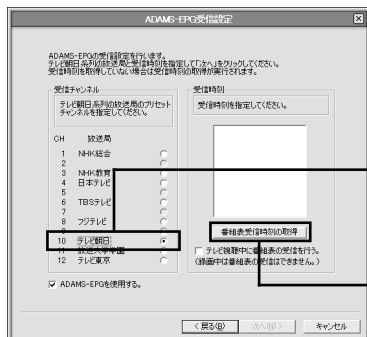 ADAMS-EPG受信設定
ADAMS-EPGの受信設定を行います。
テレビ朝日系列の放送局と受信時刻を指定して「次へ」をクリックしてください。
受信時刻を取得していない場合は受信時刻の取得が実行されます。
受信チャンネル
テレビ朝日系列の放送局のプリセット
チャンネルを指定してください。
CH 放送局
1 NHK総合
2
3 NHK教育
4 日本テレビ
5
6 TBSテレビ
7
8 フジテレビ
10 テレビ朝日
11 放送大学学園
12 テレビ東京
受信時刻
受信時刻を指定してください。
番組表受信時刻の取得
テレビ視聴中に番組表の受信を行う。
(録画中は番組表の受信はできません。)
ADAMS-EPGを使用する。
< 戻る(B)
次へ(N) >
キャンセル